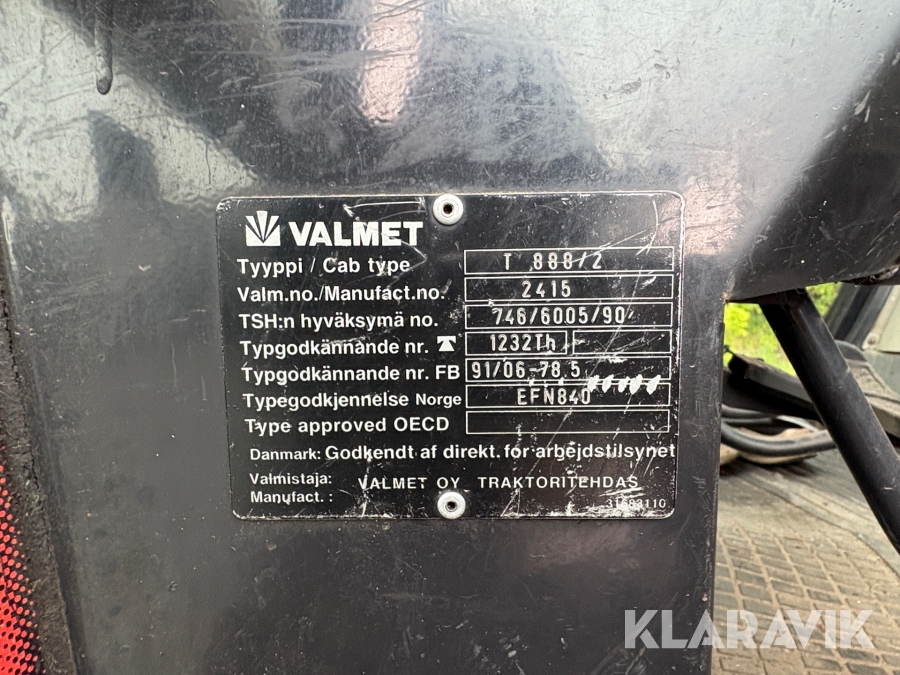 VALMET
Tyyppi / Cab type T 888/2
Valm.no./Manufact.no. 2415
TSH:n hyväksymä no. 746/6005/90
Typgodkännande nr. T 1232Th -
Typgodkännande nr. FB 91/06-78.5
Typegodkjennelse Norge EFN840
Type approved OECD
Danmark: Godkendt af direkt. for arbejdstilsynet
Valmistaja:
Manufact. : VALMET OY TRAKTORITEHDAS
31683110
KLARAVIK